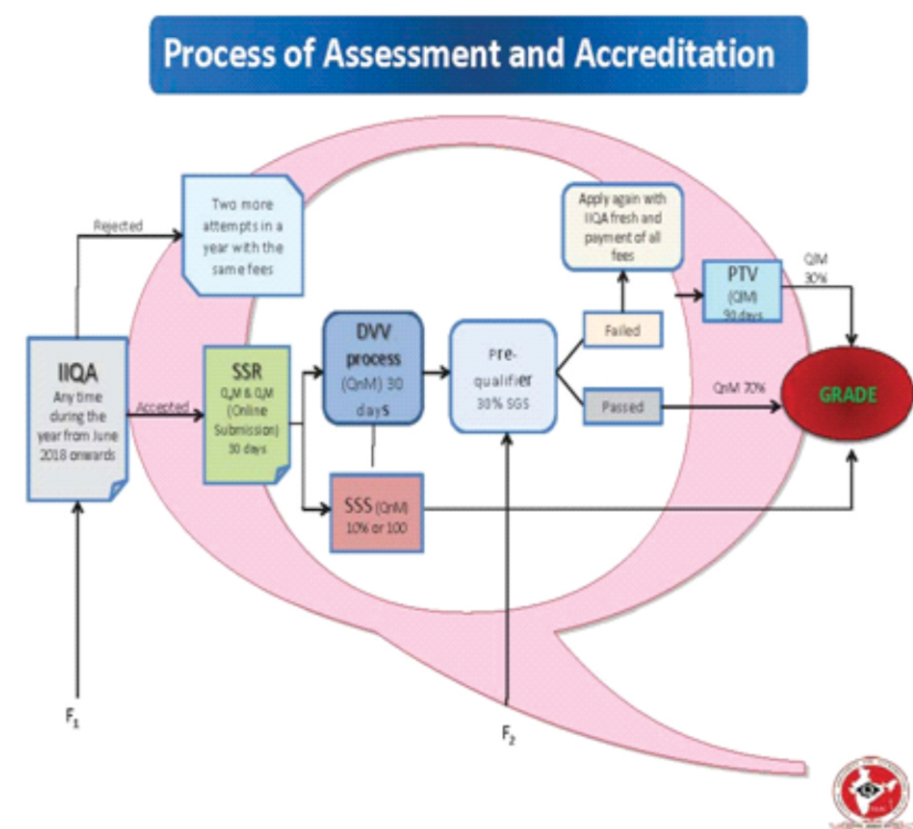 Process of Assessment and Accreditation
Two more
attempts in a
year with the
same fees
Rejected
Apply again with
IIQA fresh and
payment of all
fees
PTV
(QlM)
90 days
QlM
30%
IIQA
Any time
during the
year from June
2018 onwards
Accepted
SSR
QnM & QlM
(Online
Submission)
30 days
DVV
process
(QnM) 30
days
Pre-
qualifier
30% SGS
Failed
Passed
QnM 70%
GRADE
SSS (QnM)
10% or 100
F1
F2